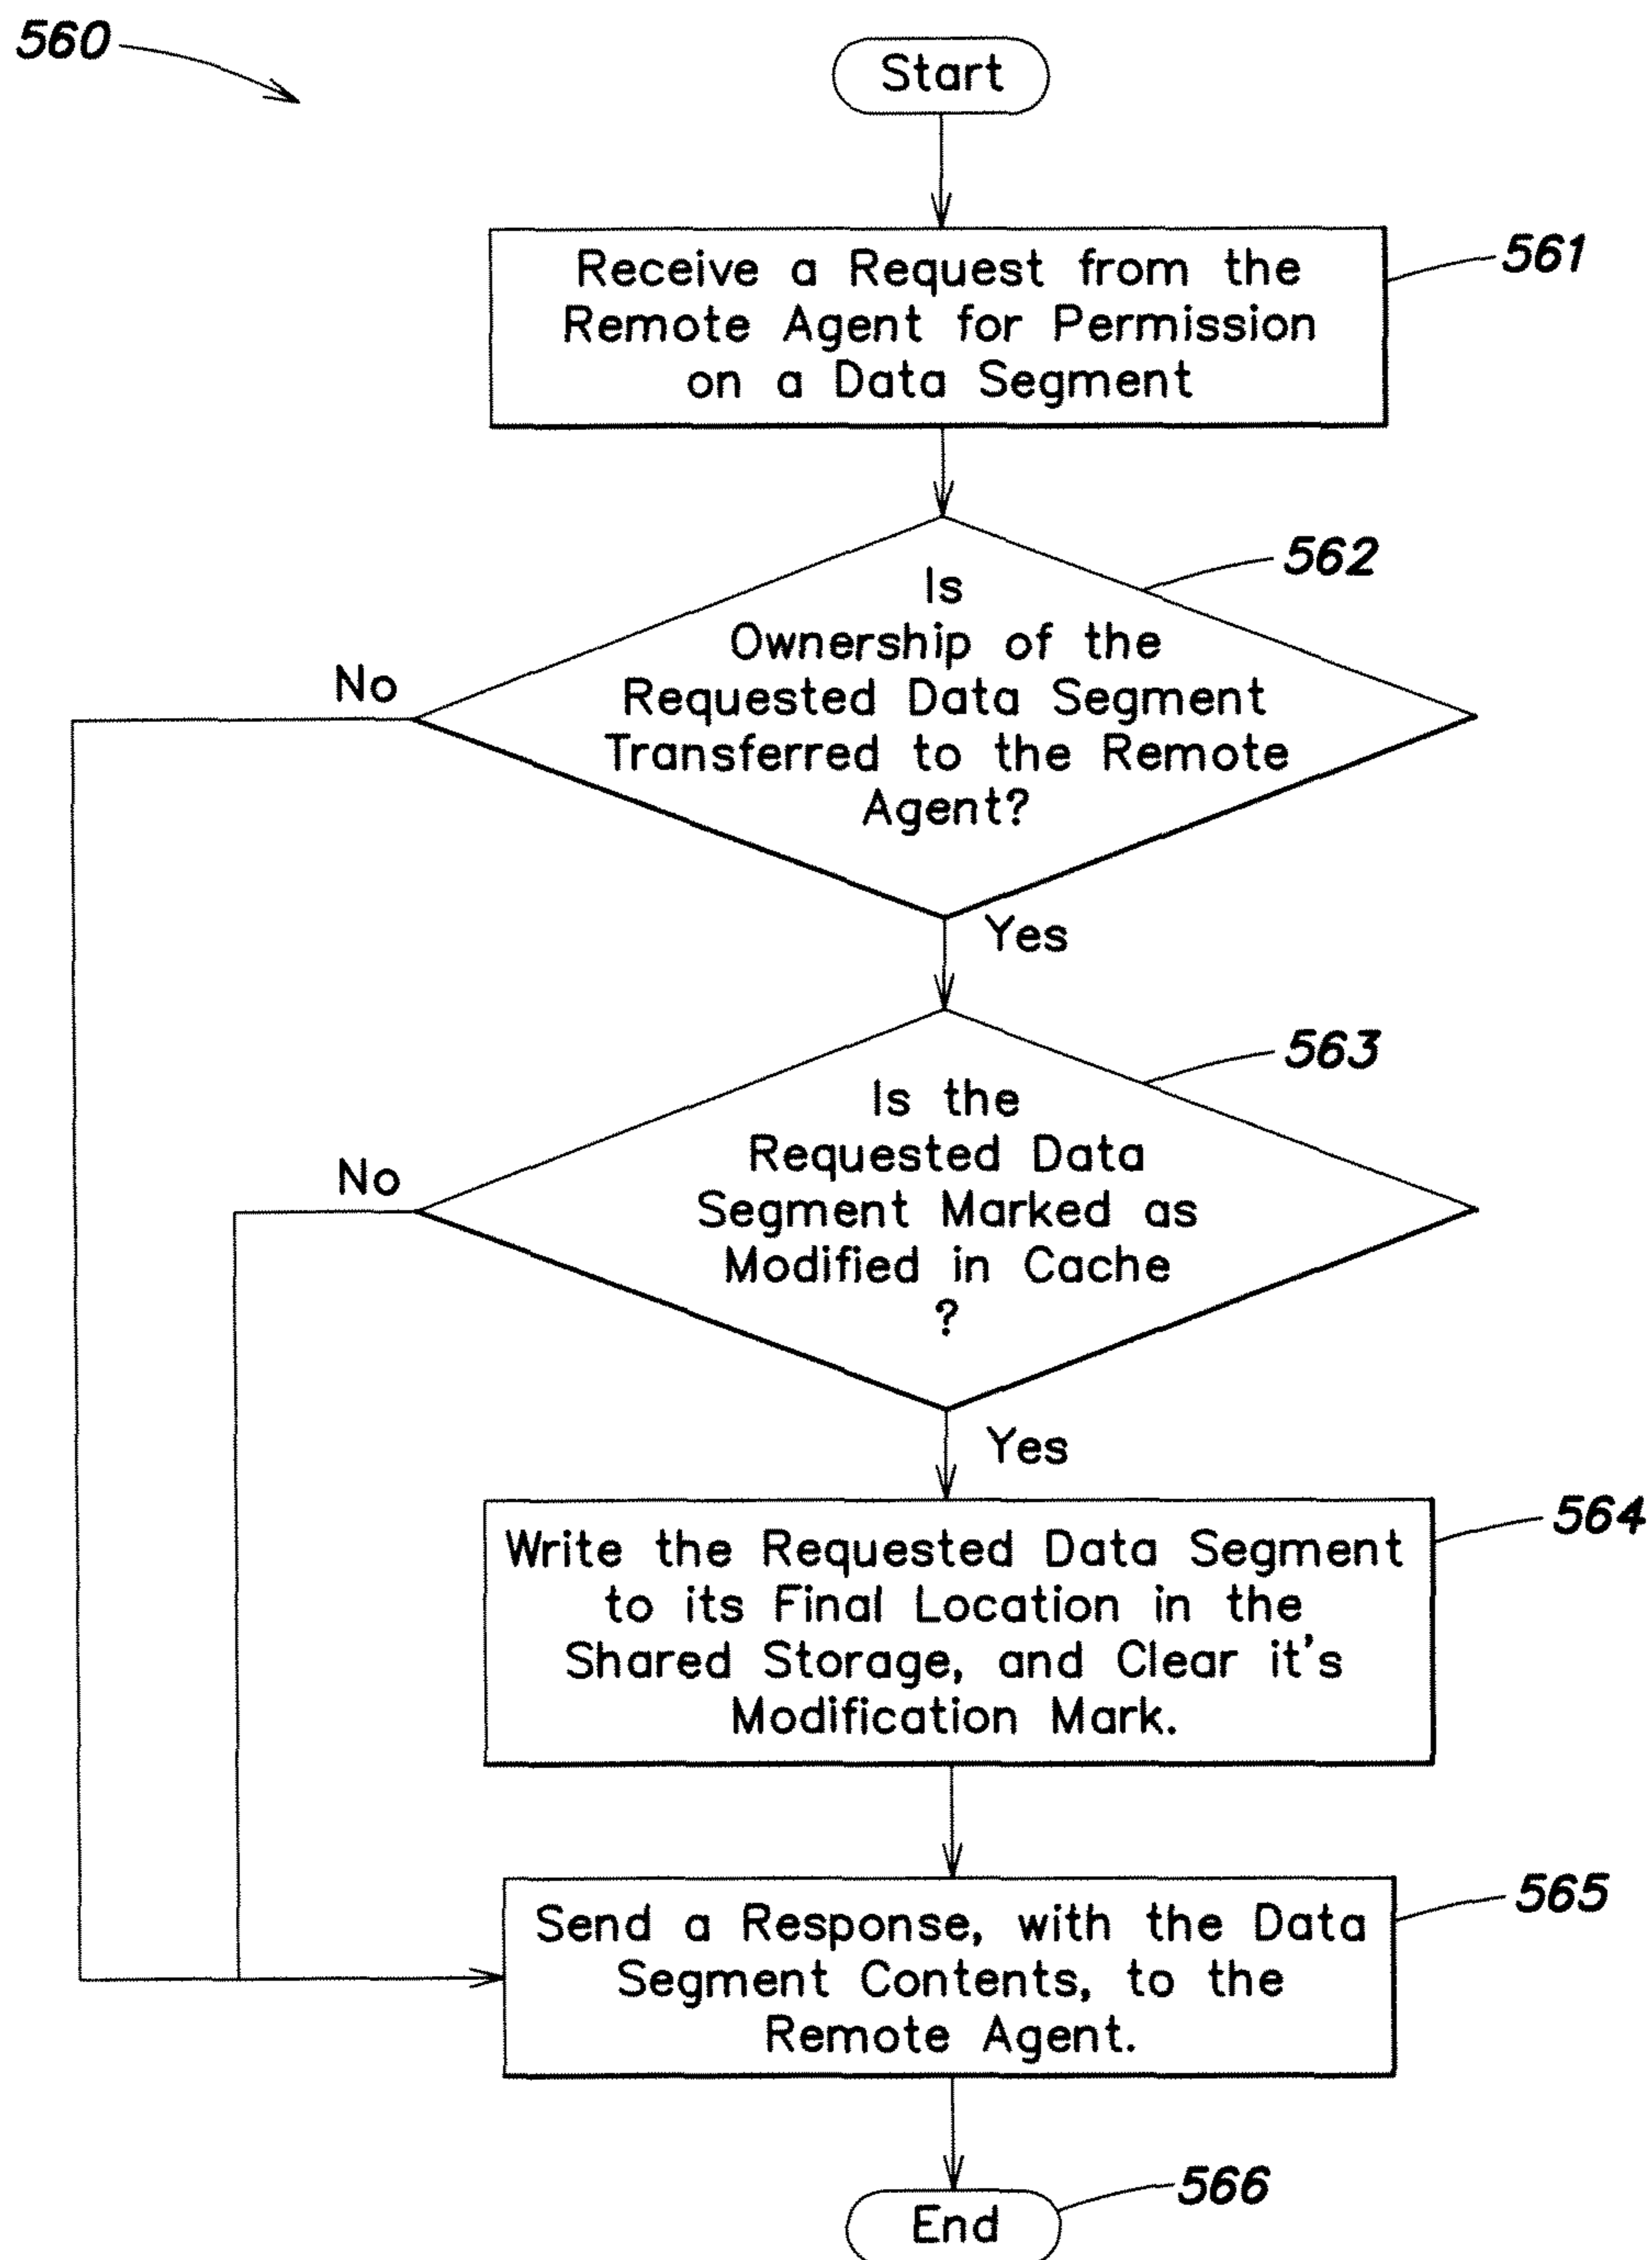 560
Start
Receive a Request from the
Remote Agent for Permission
on a Data Segment
561
Is
Ownership of the
Requested Data Segment
Transferred to the Remote
Agent?
562
No
Yes
Is the
Requested Data
Segment Marked as
Modified in Cache
?
563
No
Yes
Write the Requested Data Segment
to its Final Location in the
Shared Storage, and Clear it's
Modification Mark.
564
Send a Response, with the Data
Segment Contents, to the
Remote Agent.
565
End
566